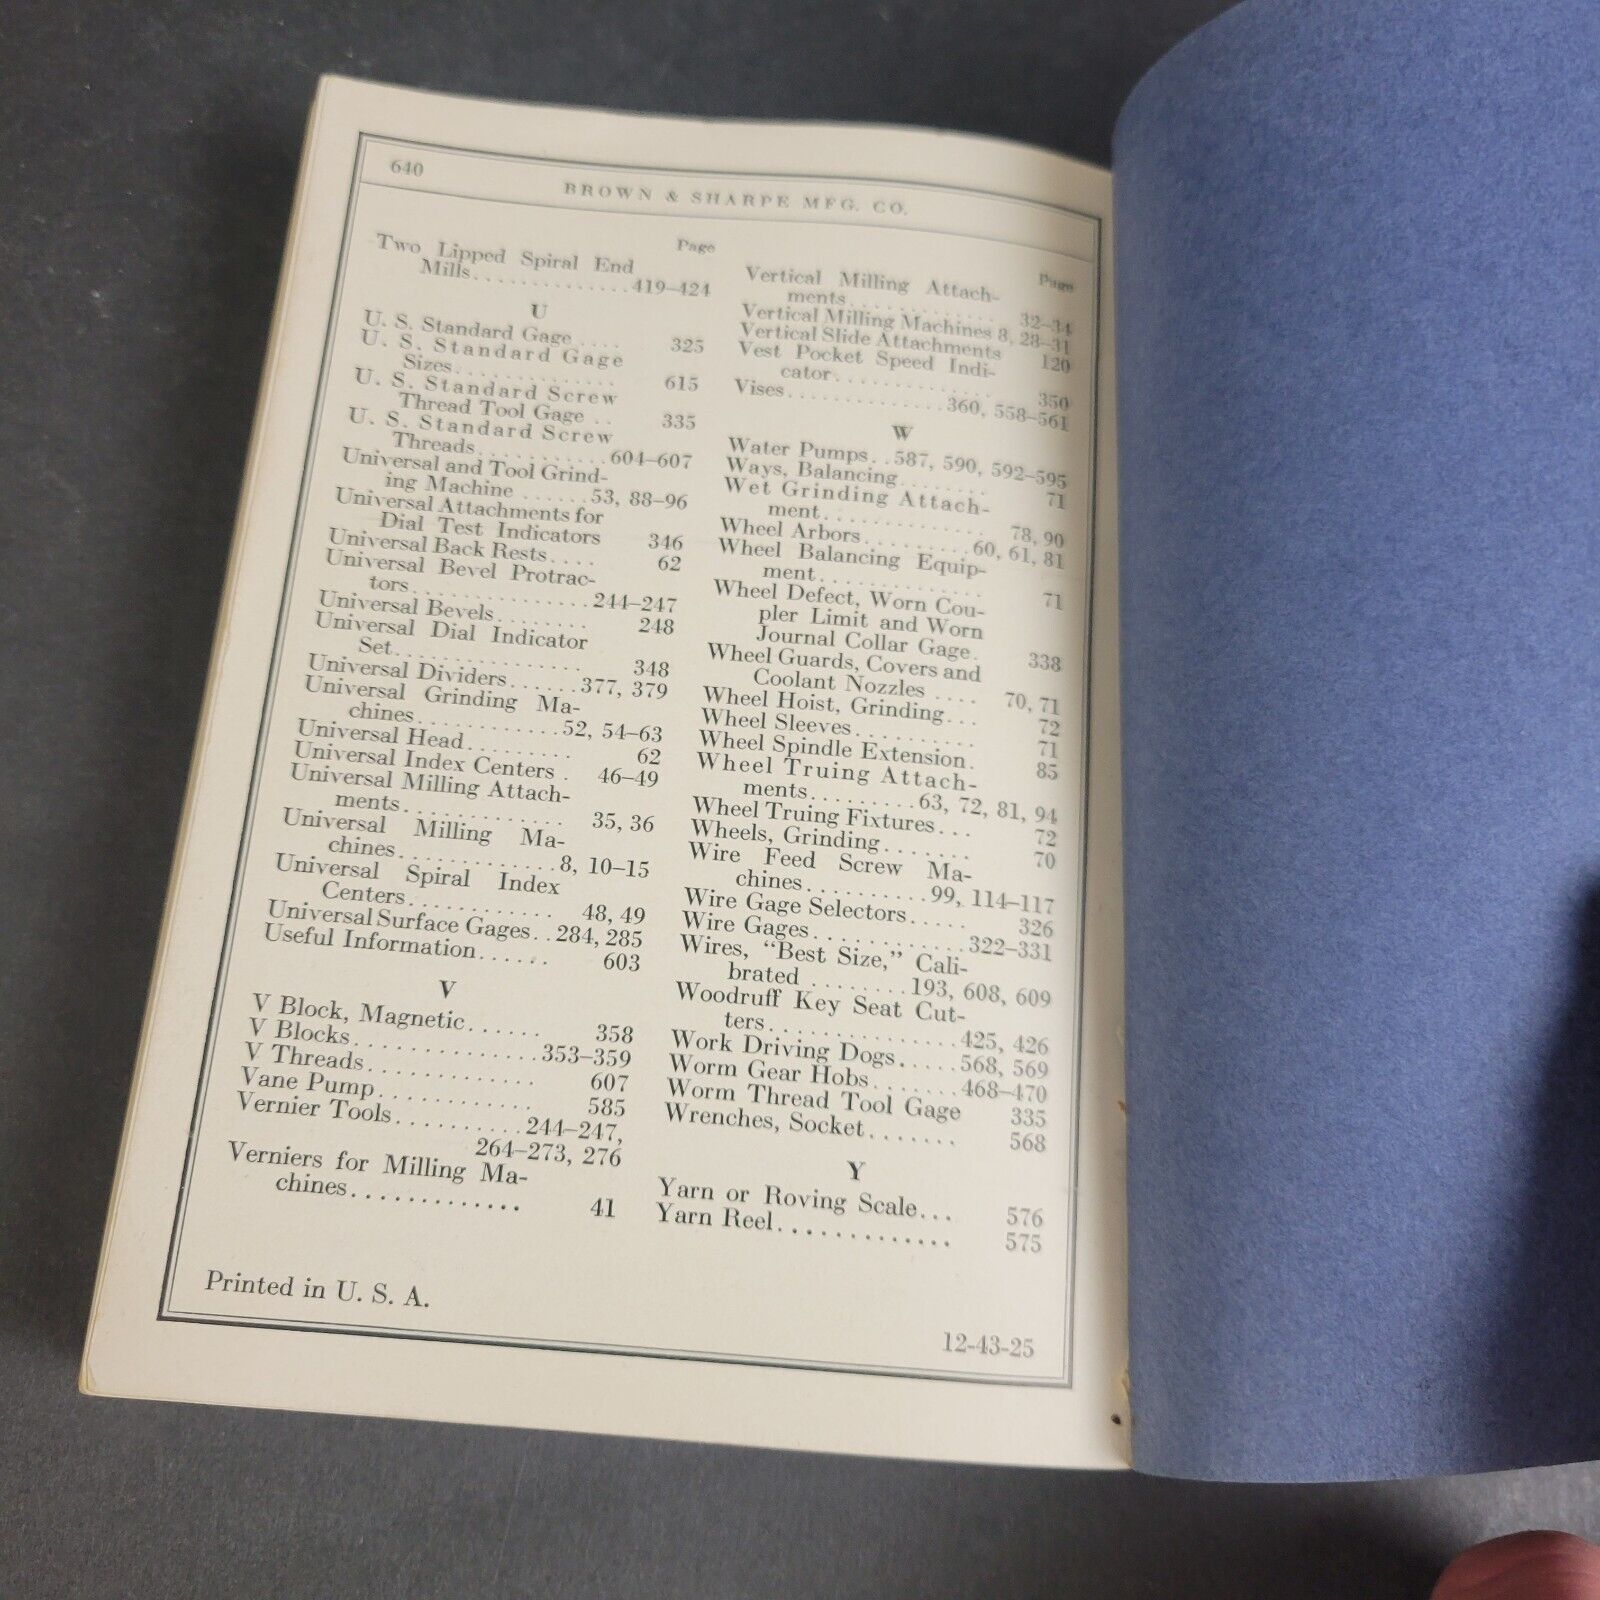 640
BROWN & SHARPE MFG. CO.
Page
Two Lipped Spiral End
Mills.............419–424
U
U. S. Standard Gage .... 325
U. S. Standard Gage
Sizes.............. 615
U. S. Standard Screw
Thread Tool Gage .. 335
U. S. Standard Screw
Threads...........604–607
Universal and Tool Grind-
ing Machine ......53, 88–96
Universal Attachments for
Dial Test Indicators 346
Universal Back Rests.... 62
Universal Bevel Protrac-
tors...............244–247
Universal Bevels........ 248
Universal Dial Indicator
Set................ 348
Universal Dividers......377, 379
Universal Grinding Ma-
chines............52, 54–63
Universal Head......... 62
Universal Index Centers . 46–49
Universal Milling Attach-
ments............. 35, 36
Universal Milling Ma-
chines.............8, 10–15
Universal Spiral Index
Centers............ 48, 49
Universal Surface Gages..284, 285
Useful Information...... 603
V
V Block, Magnetic...... 358
V Blocks...............353–359
V Threads............. 607
Vane Pump............ 585
Vernier Tools..........244–247,
264–273, 276
Verniers for Milling Ma-
chines............. 41
Page
Vertical Milling Attach-
ments............. 32–34
Vertical Milling Machines 8, 28–31
Vertical Slide Attachments 120
Vest Pocket Speed Indi-
cator.............. 350
Vises..............360, 558–561
W
Water Pumps..587, 590, 592–595
Ways, Balancing........ 71
Wet Grinding Attach-
ment.............. 78, 90
Wheel Arbors.........60, 61, 81
Wheel Balancing Equip-
ment.............. 71
Wheel Defect, Worn Cou-
pler Limit and Worn
Journal Collar Gage. 338
Wheel Guards, Covers and
Coolant Nozzles .... 70, 71
Wheel Hoist, Grinding... 72
Wheel Sleeves.......... 71
Wheel Spindle Extension. 85
Wheel Truing Attach-
ments.........63, 72, 81, 94
Wheel Truing Fixtures... 72
Wheels, Grinding....... 70
Wire Feed Screw Ma-
chines..........99, 114–117
Wire Gage Selectors..... 326
Wire Gages............322–331
Wires, “Best Size,” Cali-
brated ........193, 608, 609
Woodruff Key Seat Cut-
ters...............425, 426
Work Driving Dogs.....568, 569
Worm Gear Hobs.......468–470
Worm Thread Tool Gage 335
Wrenches, Socket....... 568
Y
Yarn or Roving Scale... 576
Yarn Reel............. 575
Printed in U. S. A.
12-43-25